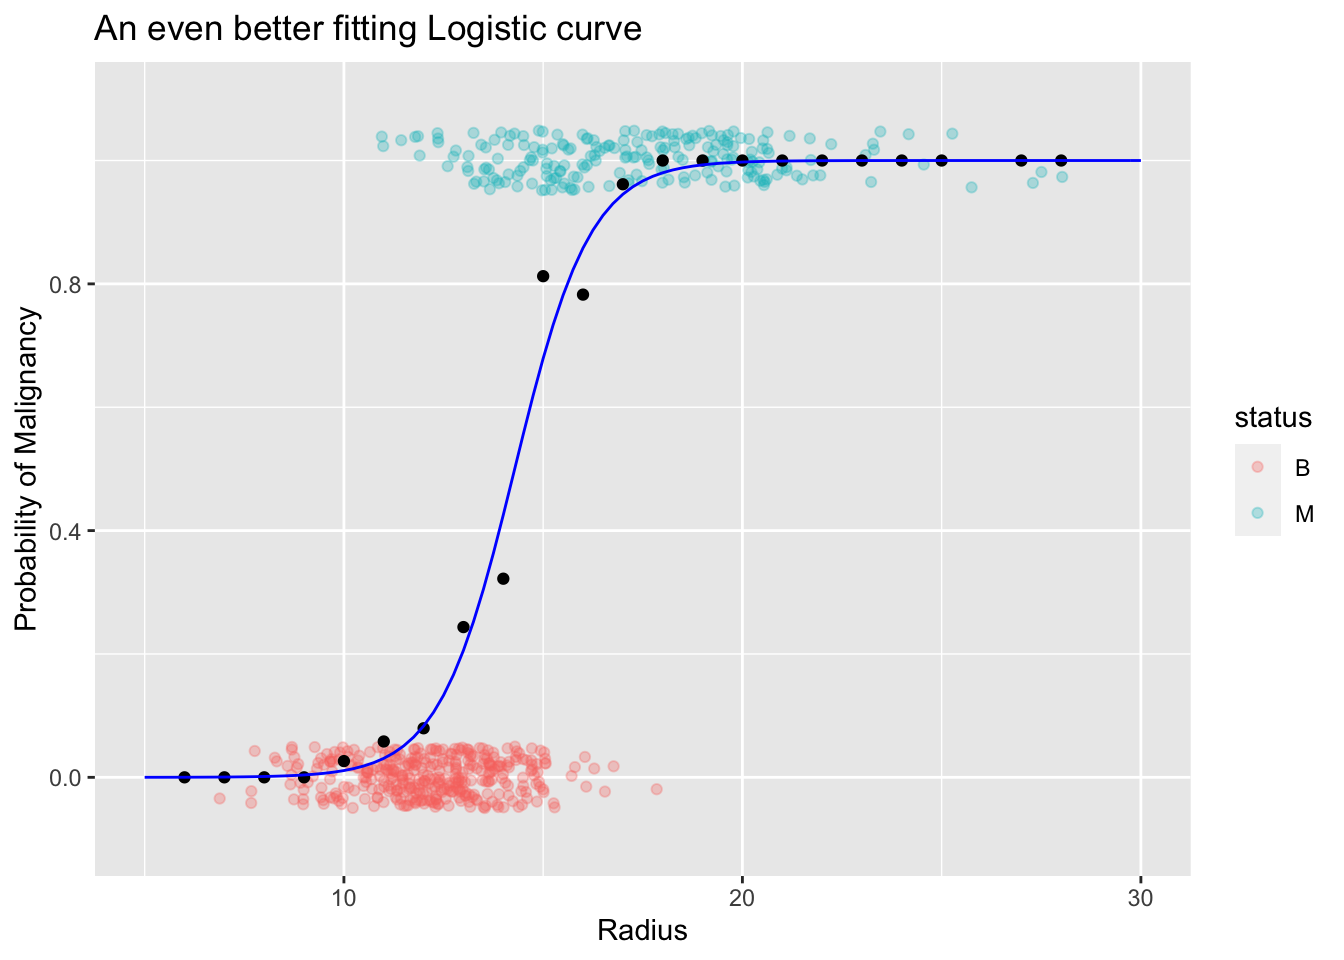 An even better fitting Logistic curve
Probability of Malignancy
0.8
0.4
0.0
10
20
30
Radius
status
B
M